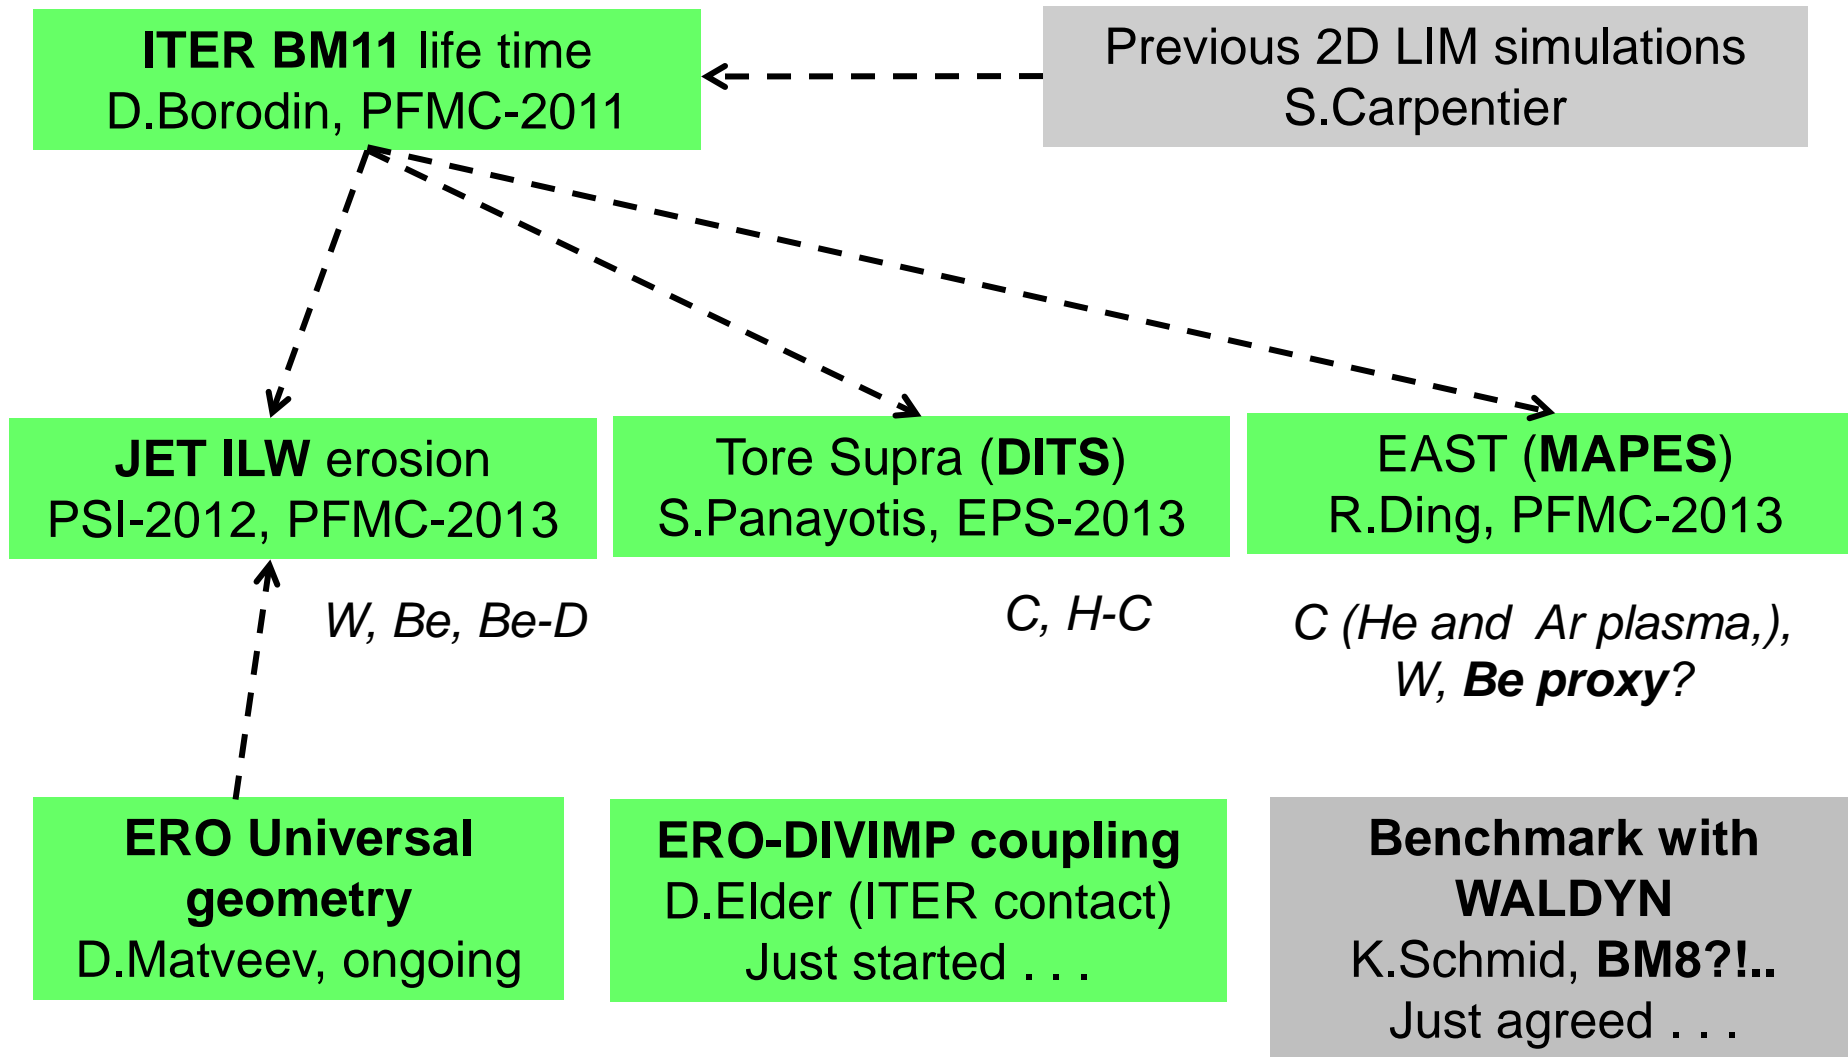 ITER BM11 life time
D.Borodin, PFMC-2011
Previous 2D LIM simulations
S.Carpentier
JET ILW erosion
PSI-2012, PFMC-2013
Tore Supra (DITS)
S.Panayotis, EPS-2013
EAST (MAPES)
R.Ding, PFMC-2013
W, Be, Be-D
C, H-C
C (He and Ar plasma,),
W, Be proxy?
ERO Universal
geometry
D.Matveev, ongoing
ERO-DIVIMP coupling
D.Elder (ITER contact)
Just started . . .
Benchmark with
WALDYN
K.Schmid, BM8?!..
Just agreed . . .